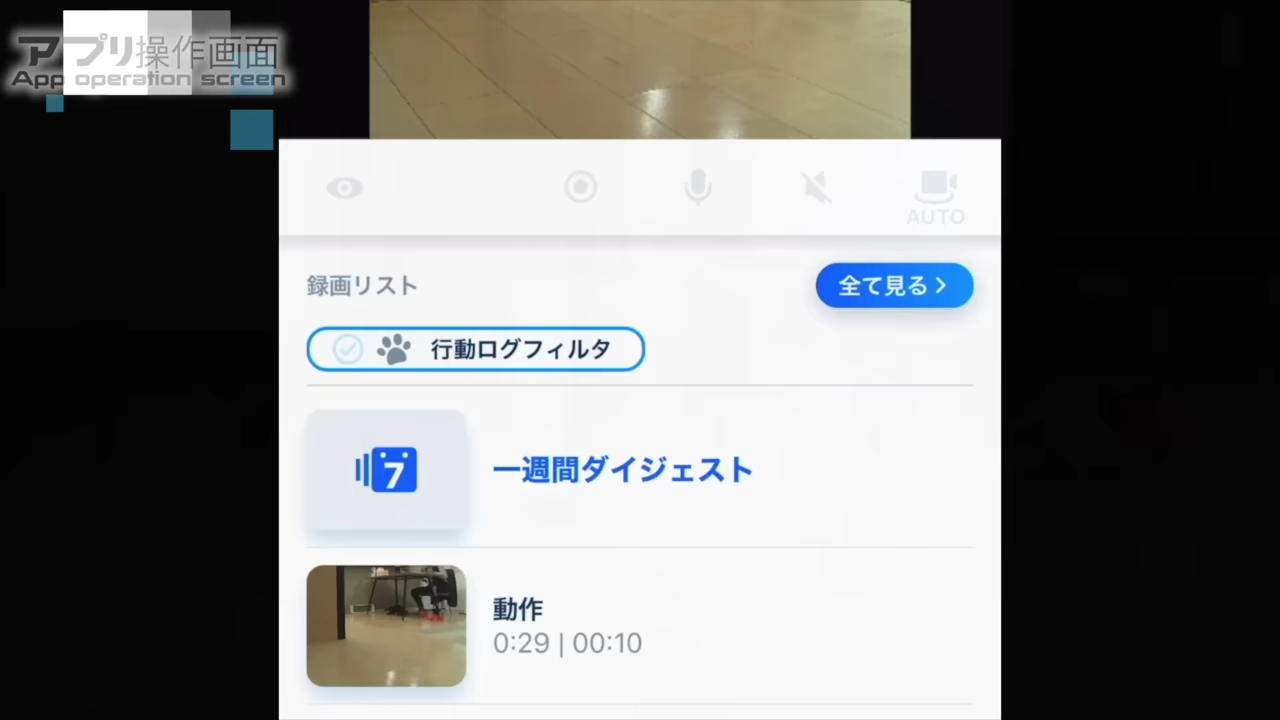 アプリ操作画面
App operation screen
AUTO
録画リスト
全て見る
行動ログフィルタ
7
一週間ダイジェスト
動作
0:29 | 00:10